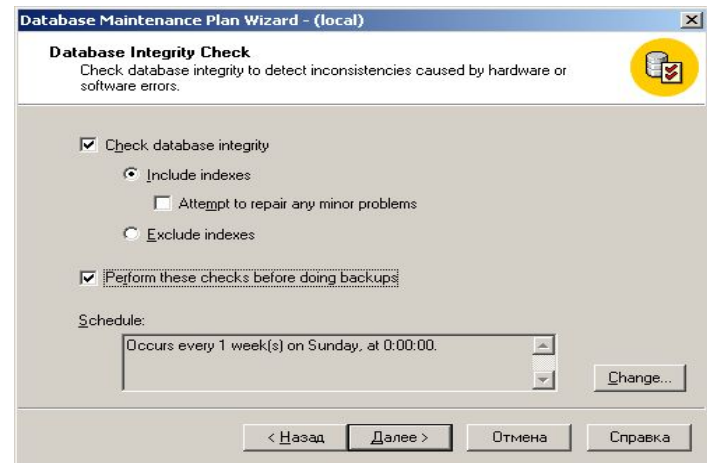 Database Maintenance Plan Wizard - (local)
Database Integrity Check
Check database integrity to detect inconsistencies caused by hardware or
software errors.
Check database integrity
Include indexes
Attempt to repair any minor problems
Exclude indexes
Perform these checks before doing backups
Schedule:
Occurs every 1 week(s) on Sunday, at 0:00:00.
Change...
< Назад Далее > Отмена Справка